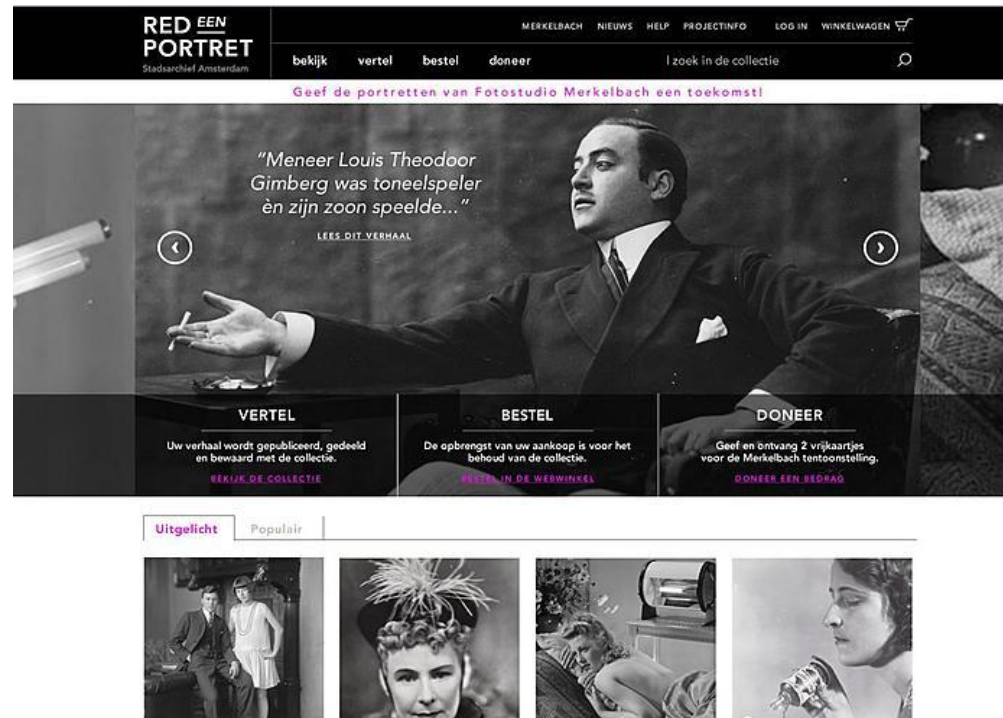 RED EEN
PORTRET
Stadsarchief Amsterdam
MERKELBACH NIEUWS HELP PROJECTINFO LOG IN WINKELWAGEN
bekijk vertel bestel doneer
I zoek in de collectie
Geef de portretten van Fotostudio Merkelbach een toekomst!
“Meneer Louis Theodoor
Gimberg was toneelspeler
èn zijn zoon speelde...”
LEES DIT VERHAAL
VERTEL
Uw verhaal wordt gepubliceerd, gedeeld
en bewaard met de collectie.
BEKIJK DE COLLECTIE
BESTEL
De opbrengst van uw aankoop is voor het
behoud van de collectie.
BESTEL IN DE WEBWINKEL
DONEER
Geef en ontvang 2 vrijkaartjes
voor de Merkelbach tentoonstelling.
DONEER EEN BEDRAG
Uitgelicht Populair